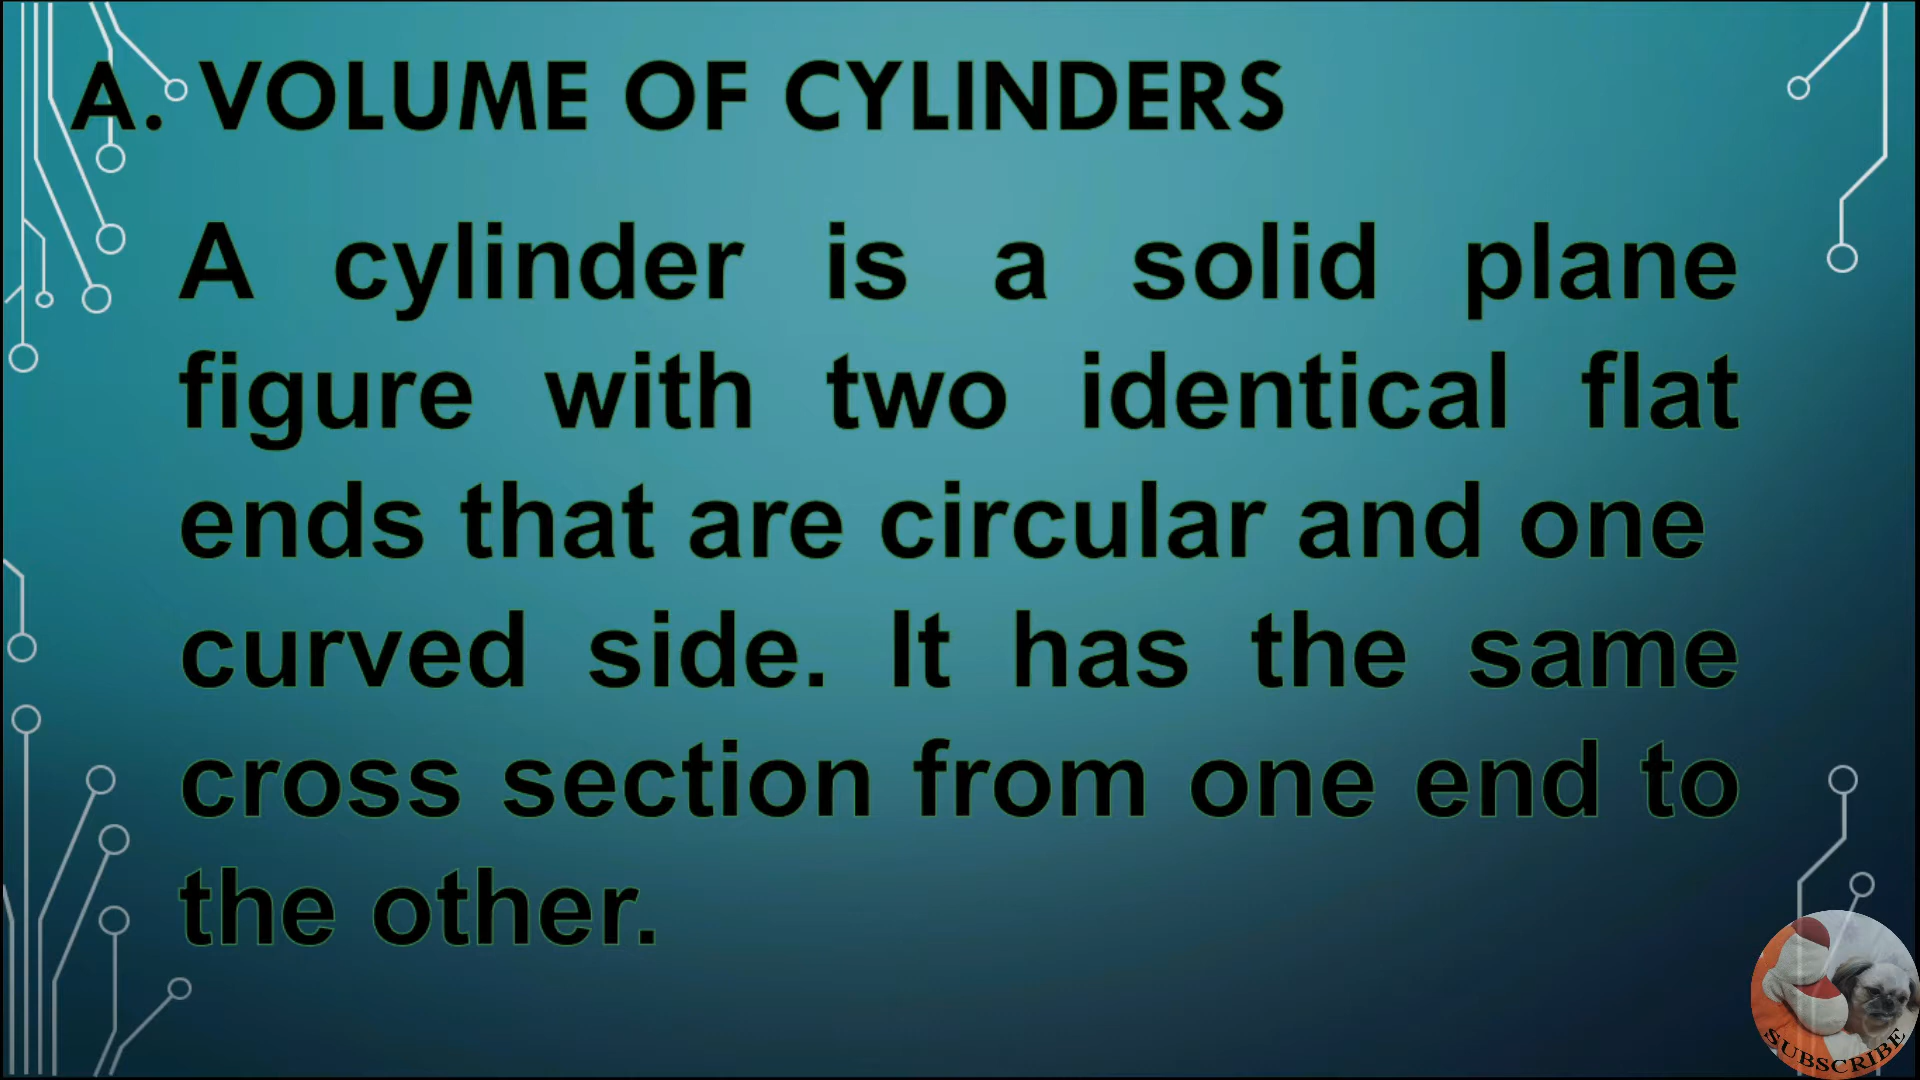 A. VOLUME OF CYLINDERS
A cylinder is a solid plane
figure with two identical flat
ends that are circular and one
curved side. It has the same
cross section from one end to
the other.
SUBSCRIBE